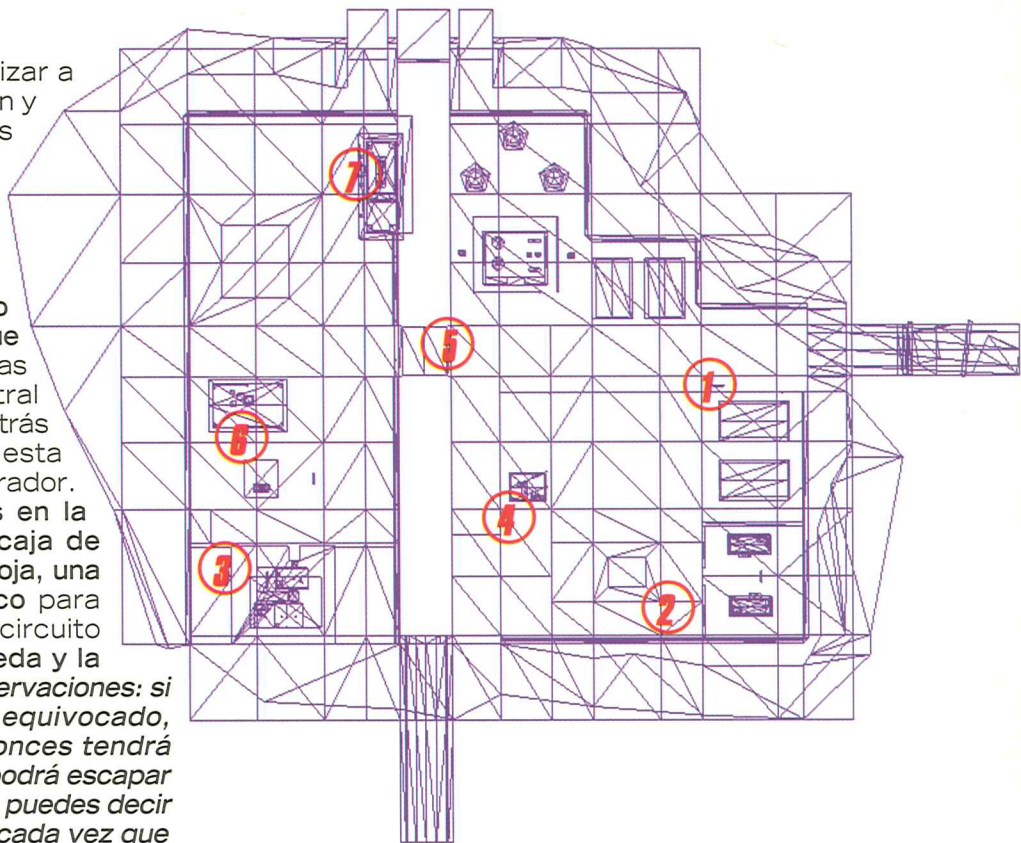 izar a
n y
s
o
ue
as
tral
trás
esta
rador.
s en la
caja de
oja, una
co para
circuito
eda y la
ervaciones: si
equivocado,
onces tendrá
podrá escapar
puedes decir
cada vez que
7
5
1
6
4
3
2